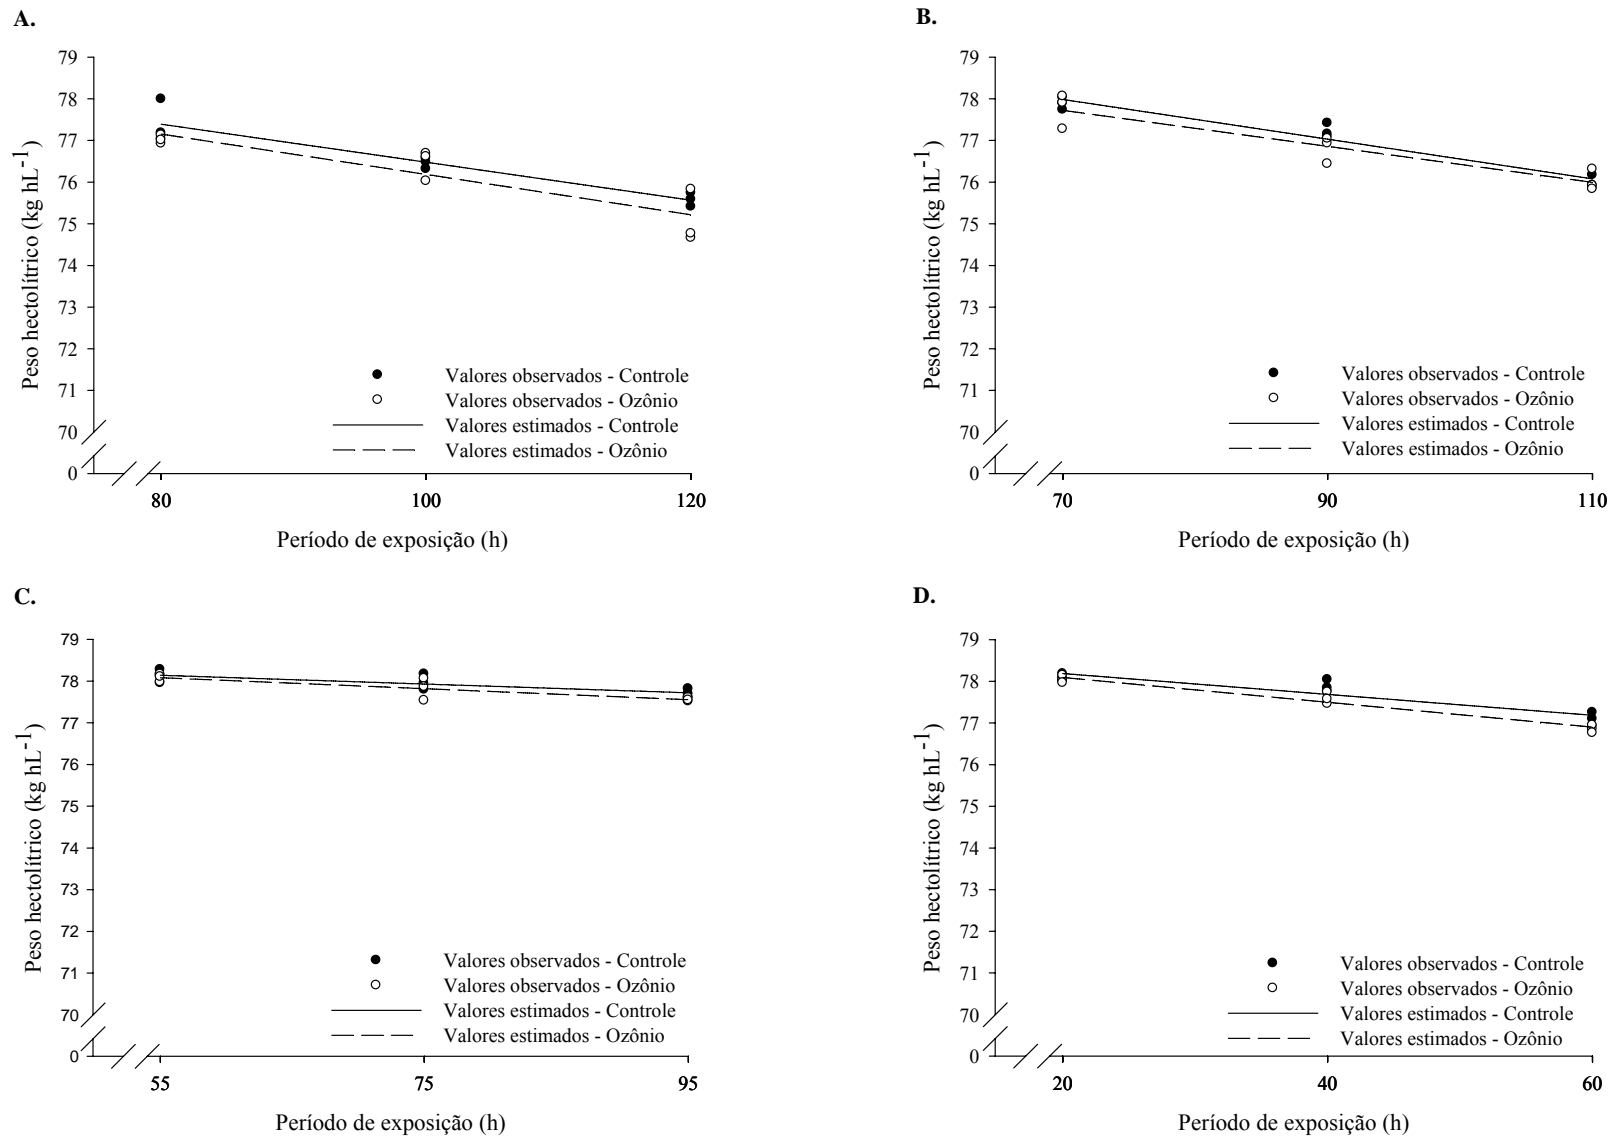 A.
Peso hectolítrico (kg hL-1)
79
78
77
76
75
74
73
72
71
70
0
Valores observados - Controle
Valores observados - Ozônio
Valores estimados - Controle
Valores estimados - Ozônio
80 100 120
Período de exposição (h)
B.
Peso hectolítrico (kg hL-1)
79
78
77
76
75
74
73
72
71
70
0
Valores observados - Controle
Valores observados - Ozônio
Valores estimados - Controle
Valores estimados - Ozônio
70 90 110
Período de exposição (h)
C.
Peso hectolítrico (kg hL-1)
79
78
77
76
75
74
73
72
71
70
0
Valores observados - Controle
Valores observados - Ozônio
Valores estimados - Controle
Valores estimados - Ozônio
55 75 95
Período de exposição (h)
D.
Peso hectolítrico (kg hL-1)
79
78
77
76
75
74
73
72
71
70
0
Valores observados - Controle
Valores observados - Ozônio
Valores estimados - Controle
Valores estimados - Ozônio
20 40 60
Período de exposição (h)